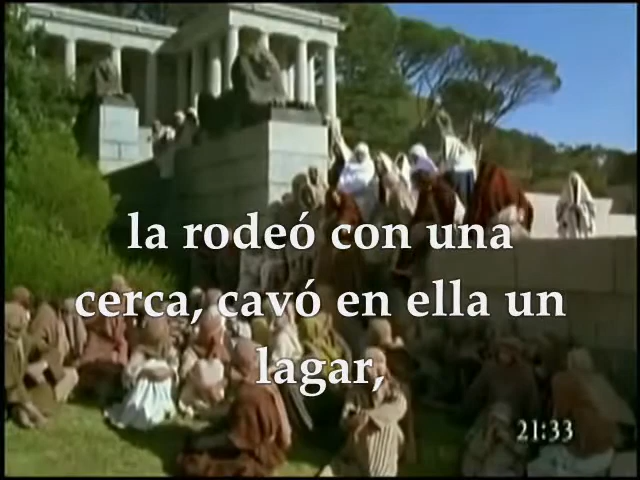 la rodeó con una
cerca, cavó en ella un
lagar,
21:33